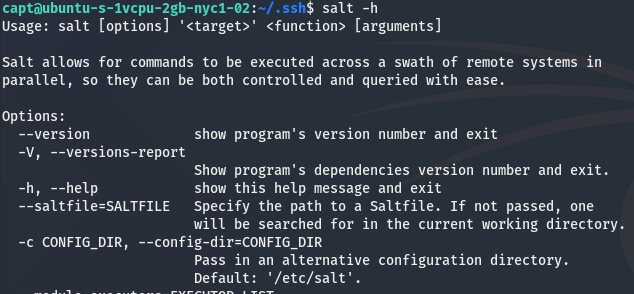 capt@ubuntu-s-1vcpu-2gb-nyc1-02:~/.ssh$ salt -h
Usage: salt [options] '<target>' <function> [arguments]
Salt allows for commands to be executed across a swath of remote systems in
parallel, so they can be both controlled and queried with ease.
Options:
--version show program's version number and exit
-V, --versions-report
Show program's dependencies version number and exit.
-h, --help show this help message and exit
--saltfile=SALTFILE Specify the path to a Saltfile. If not passed, one
will be searched for in the current working directory.
-c CONFIG_DIR, --config-dir=CONFIG_DIR
Pass in an alternative configuration directory.
Default: '/etc/salt'.